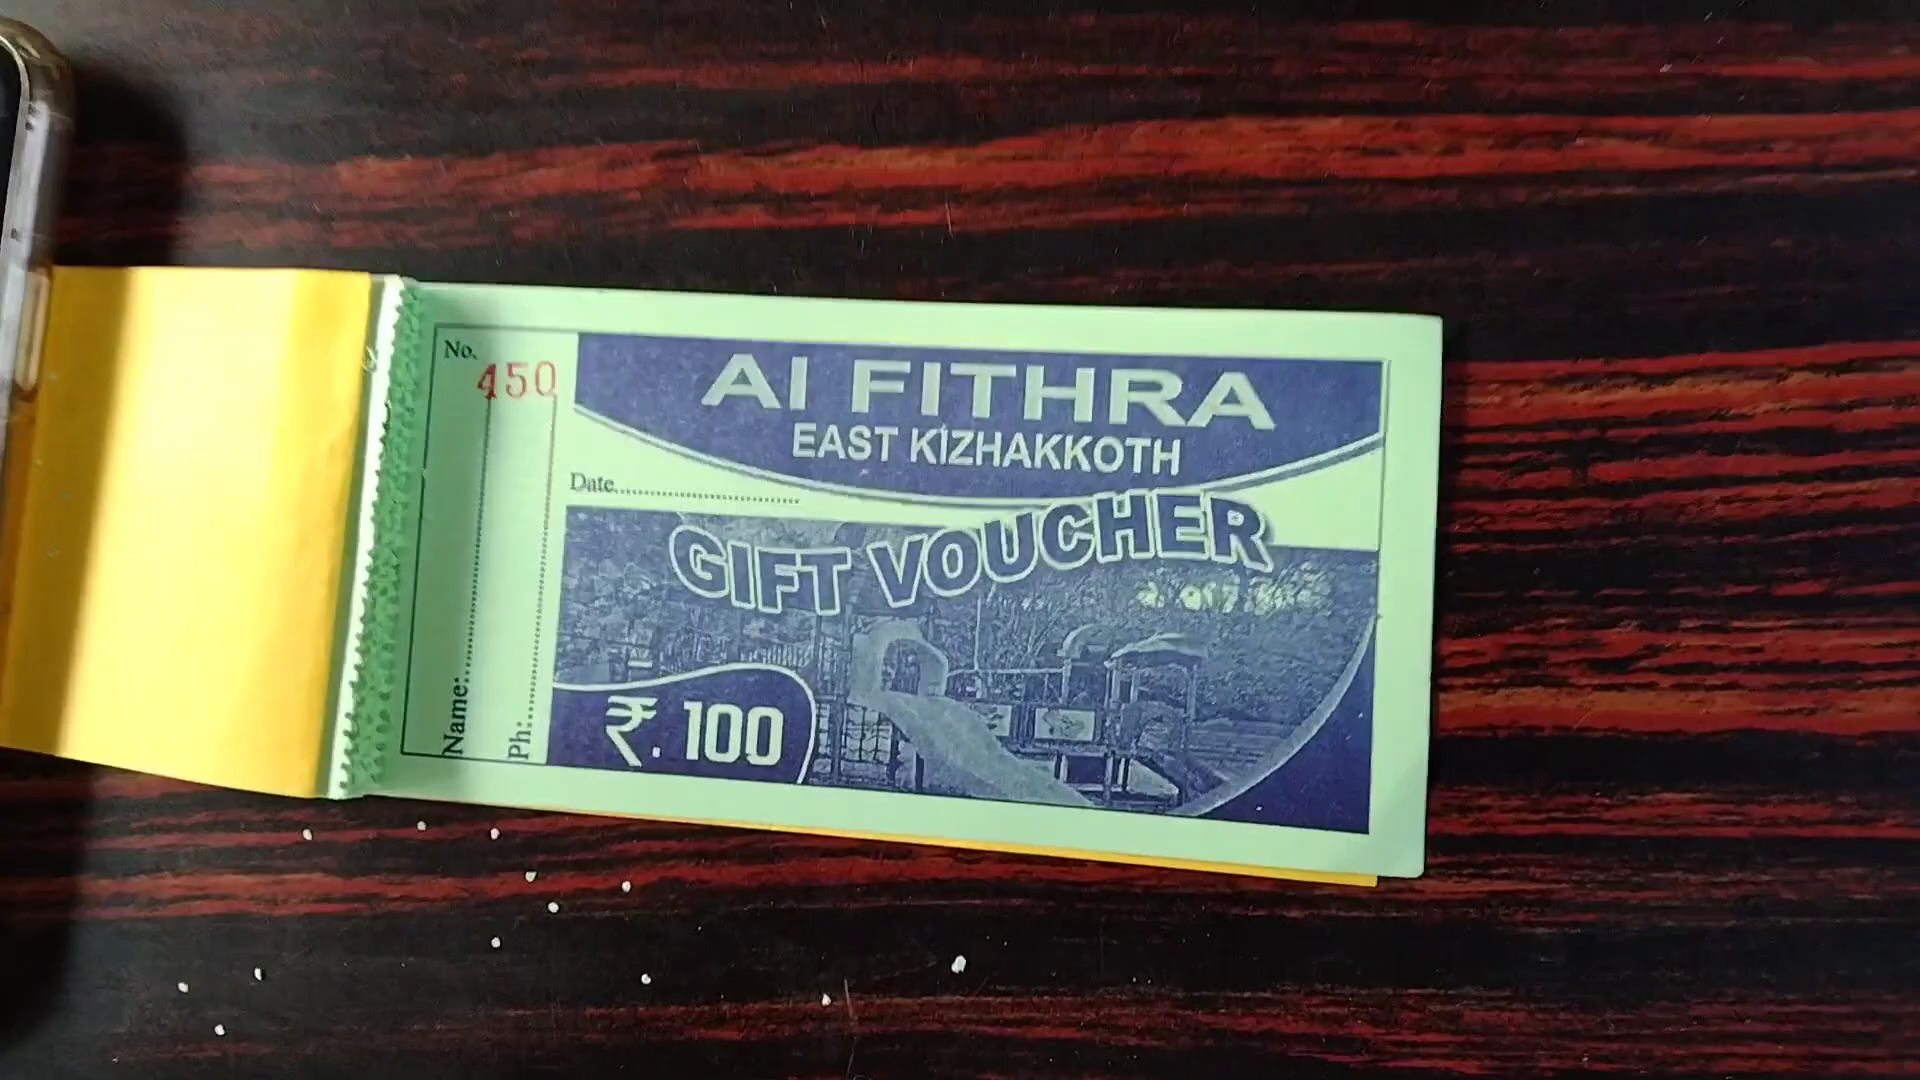 No.
450
Name:
Ph:
AI FITHRA
EAST KIZHAKKOTH
Date
GIFT VOUCHER
₹. 100